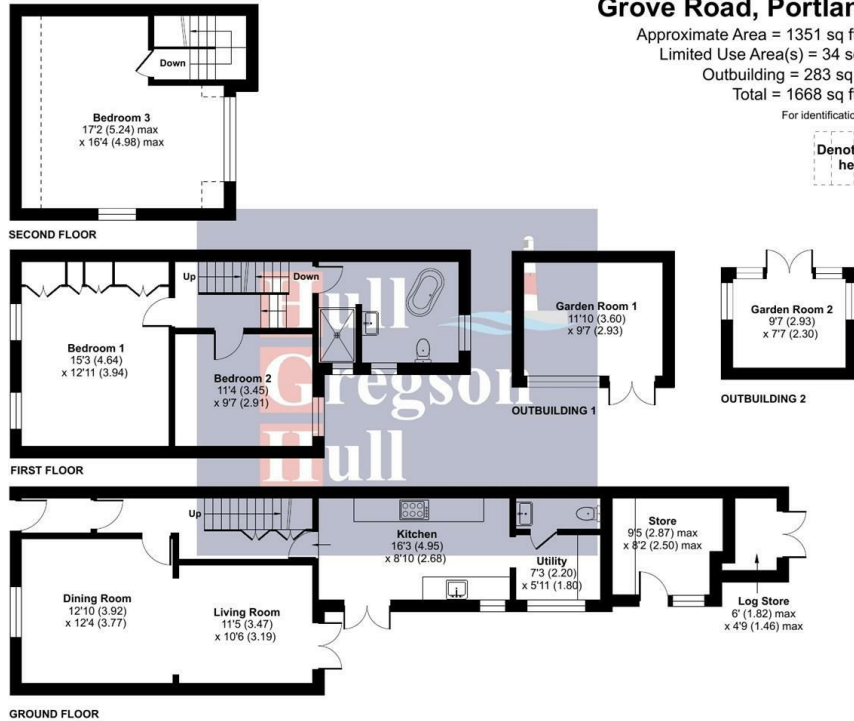 Grove Road, Portlan
Approximate Area = 1351 sq f
Limited Use Area(s) = 34 s
Outbuilding = 283 sq
Total = 1668 sq f
For identificatio
Denot
he
Down
Bedroom 3
17'2 (5.24) max
x 16'4 (4.98) max
SECOND FLOOR
Up
Down
Bedroom 1
15'3 (4.64)
x 12'11 (3.94)
Bedroom 2
11'4 (3.45)
x 9'7 (2.91)
FIRST FLOOR
Hull
Gregson
Hull
Garden Room 1
11'10 (3.60)
x 9'7 (2.93)
OUTBUILDING 1
Garden Room 2
9'7 (2.93)
x 7'7 (2.30)
OUTBUILDING 2
Up
Kitchen
16'3 (4.95)
x 8'10 (2.68)
Utility
7'3 (2.20)
x 5'11 (1.80)
Store
9'5 (2.87) max
x 8'2 (2.50) max
Log Store
6' (1.82) max
x 4'9 (1.46) max
Dining Room
12'10 (3.92)
x 12'4 (3.77)
Living Room
11'5 (3.47)
x 10'6 (3.19)
GROUND FLOOR